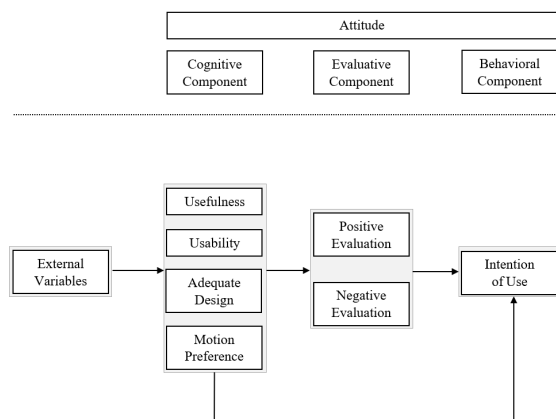 Attitude
Cognitive
Component
Evaluative
Component
Behavioral
Component
Usefulness
Usability
Adequate
Design
Motion
Preference
External
Variables
Positive
Evaluation
Negative
Evaluation
Intention
of Use